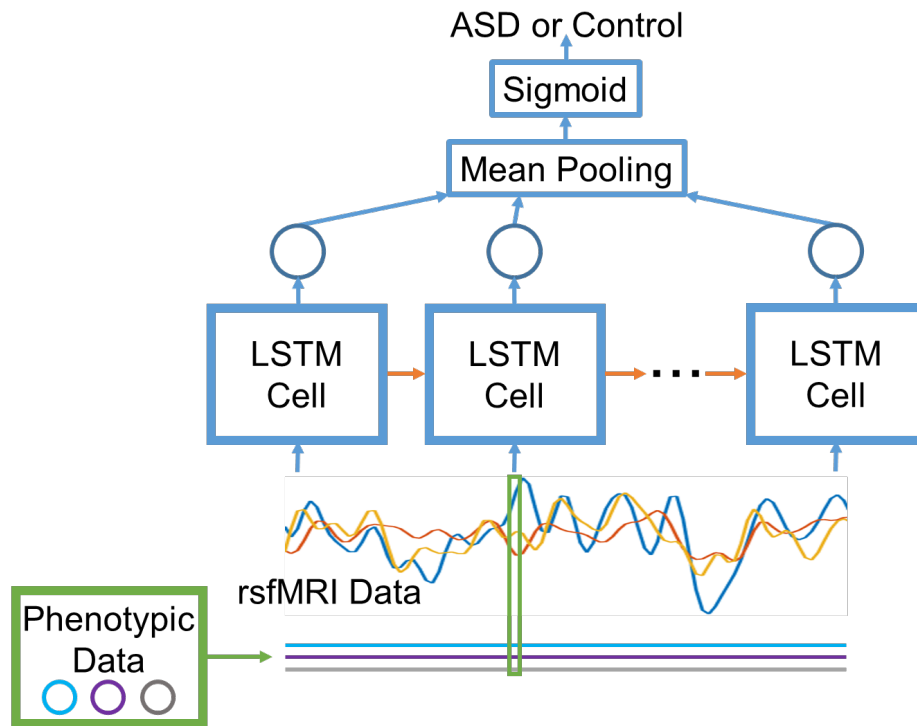 ASD or Control
Sigmoid
Mean Pooling
LSTM
Cell
LSTM
Cell
...
LSTM
Cell
rsfMRI Data
Phenotypic
Data